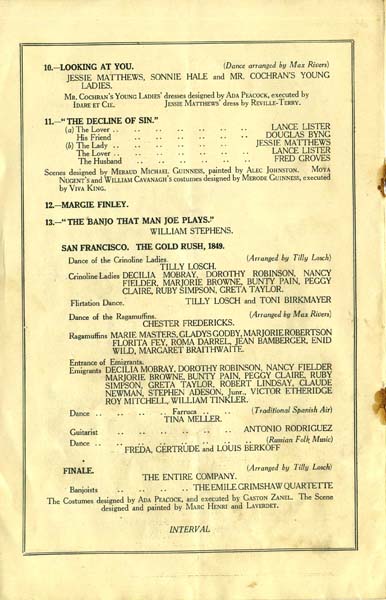 10.—LOOKING AT YOU. (Dance arranged by Max Rivers)
JESSIE MATTHEWS, SONNIE HALE and MR. COCHRAN'S YOUNG
LADIES.
Mr. Cochran's Young Ladies' dresses designed by Ada Peacock, executed by
Idare et Cie. Jessie Matthews' dress by Reville-Terry.
11.—"THE DECLINE OF SIN."
(a) The Lover .. .. .. .. .. .. LANCE LISTER
His Friend .. .. .. .. .. DOUGLAS BYNG
(b) The Lady .. .. .. .. .. .. JESSIE MATTHEWS
The Lover .. .. .. .. .. .. LANCE LISTER
The Husband .. .. .. .. .. FRED GROVES
Scenes designed by Meraud Michael Guinness, painted by Alec Johnston. Moya
Nugent's and William Cavanagh's costumes designed by Merode Guinness, executed
by Viva King.
12.—MARGIE FINLEY.
13.—"THE BANJO THAT MAN JOE PLAYS."
WILLIAM STEPHENS.
SAN FRANCISCO. THE GOLD RUSH, 1849.
Dance of the Crinoline Ladies. (Arranged by Tilly Losch)
TILLY LOSCH.
Crinoline Ladies DECILIA MOBRAY, DOROTHY ROBINSON, NANCY
FIELDER, MARJORIE BROWNE, BUNTY PAIN, PEGGY
CLAIRE, RUBY SIMPSON, GRETA TAYLOR.
Flirtation Dance. TILLY LOSCH and TONI BIRKMAYER
Dance of the Ragamuffins. (Arranged by Max Rivers)
CHESTER FREDERICKS.
Ragamuffins MARIE MASTERS, GLADYS GODBY, MARJORIE ROBERTSON
FLORITA FEY, ROMA DARREL, JEAN BAMBERGER, ENID
WILD, MARGARET BRAITHWAITE.
Entrance of Emigrants.
Emigrants DECILIA MOBRAY, DOROTHY ROBINSON, NANCY FIELDER
MARJORIE BROWNE, BUNTY PAIN, PEGGY CLAIRE, RUBY
SIMPSON, GRETA TAYLOR, ROBERT LINDSAY, CLAUDE
NEWMAN, STEPHEN ADESON, Junr., VICTOR ETHERIDGE
ROY MITCHELL, WILLIAM TINKLER.
Dance .. .. .. .. Farruca .. (Traditional Spanish Air)
TINA MELLER.
Guitarist .. .. .. .. .. ANTONIO RODRIGUEZ
Dance .. .. .. .. .. .. (Russian Folk Music)
FREDA, GERTRUDE and LOUIS BERKOFF
FINALE. (Arranged by Tilly Losch)
THE ENTIRE COMPANY.
Banjoists .. .. .. .. THE EMILE GRIMSHAW QUARTETTE
The Costumes designed by Ada Peacock, and executed by Gaston Zanel. The Scene
designed and painted by Marc Henri and Laverdet.
INTERVAL